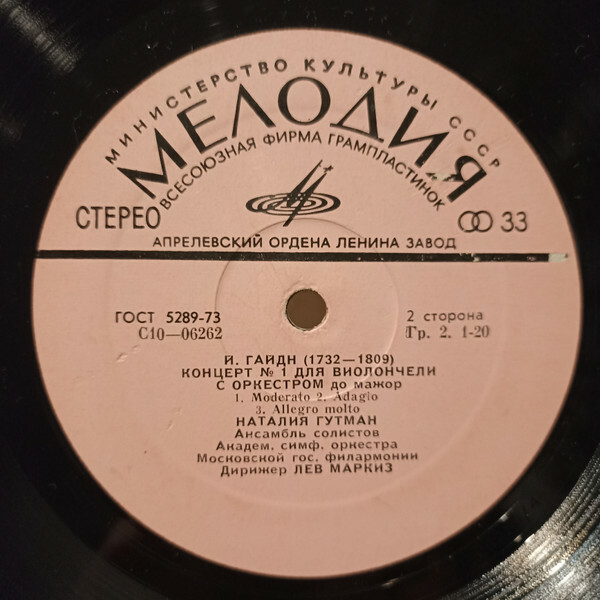 МИНИСТЕРСТВО КУЛЬТУРЫ СССР
МЕЛОДИЯ
ВСЕСОЮЗНАЯ ФИРМА ГРАМПЛАСТИНОК
СТЕРЕО 33
АПРЕЛЕВСКИЙ ОРДЕНА ЛЕНИНА ЗАВОД
ГОСТ 5289-73 2 сторона
С10—06262 Гр. 2. 1-20
Й. ГАЙДН (1732—1809)
КОНЦЕРТ № 1 ДЛЯ ВИОЛОНЧЕЛИ
С ОРКЕСТРОМ до мажор
1. Moderato 2. Adagio
3. Allegro molto
НАТАЛИЯ ГУТМАН
Ансамбль солистов
Академ. симф. оркестра
Московской гос. филармонии
Дирижер ЛЕВ МАРКИЗ